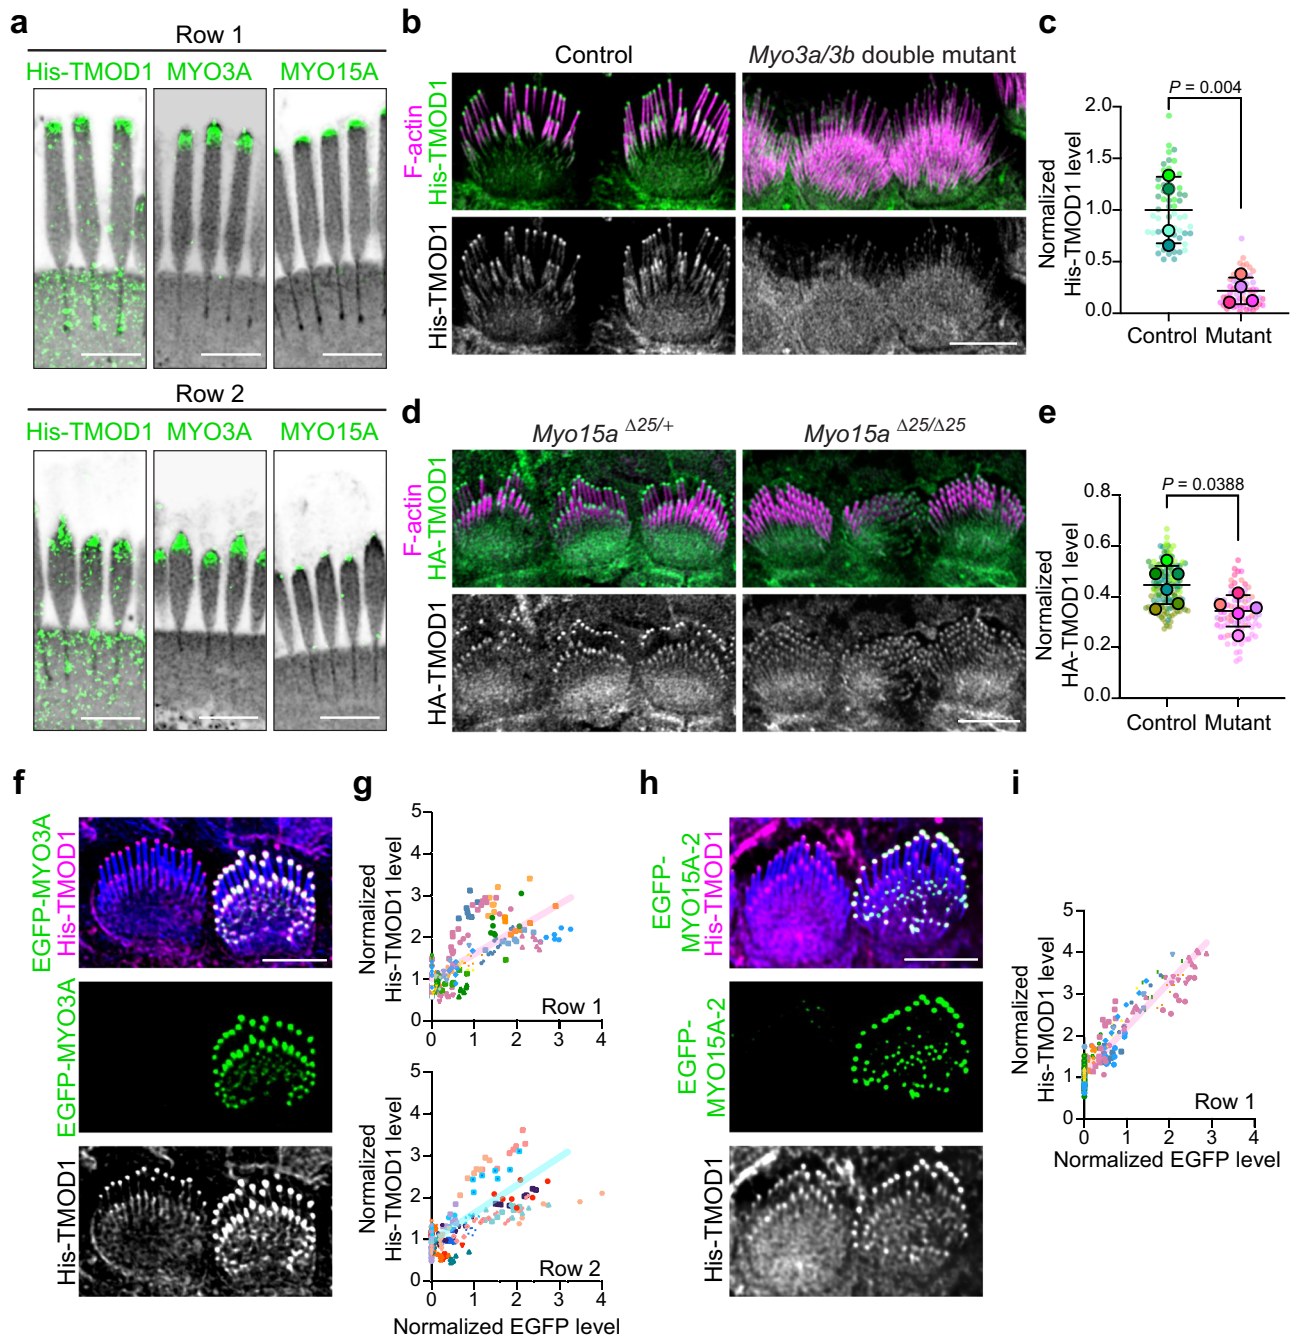 a
Row 1
His-TMOD1 MYO3A MYO15A
Row 2
His-TMOD1 MYO3A MYO15A
b
Control
Myo3a/3b double mutant
F-actin
His-TMOD1
His-TMOD1
c
P = 0.004
Normalized
His-TMOD1 level
2.0
1.5
1.0
0.5
0.0
Control Mutant
d
Myo15a Δ25/+
Myo15a Δ25/Δ25
F-actin
HA-TMOD1
HA-TMOD1
e
P = 0.0388
Normalized
HA-TMOD1 level
0.8
0.6
0.4
0.2
0.0
Control Mutant
f
EGFP-MYO3A
His-TMOD1
EGFP-MYO3A
His-TMOD1
g
Normalized
His-TMOD1 level
5
4
3
2
1
0
Row 1
0 1 2 3 4
Normalized
His-TMOD1 level
5
4
3
2
1
0
Row 2
0 1 2 3 4
Normalized EGFP level
h
EGFP-
MYO15A-2
His-TMOD1
EGFP-
MYO15A-2
His-TMOD1
i
Normalized
His-TMOD1 level
5
4
3
2
1
0
Row 1
0 1 2 3 4
Normalized EGFP level